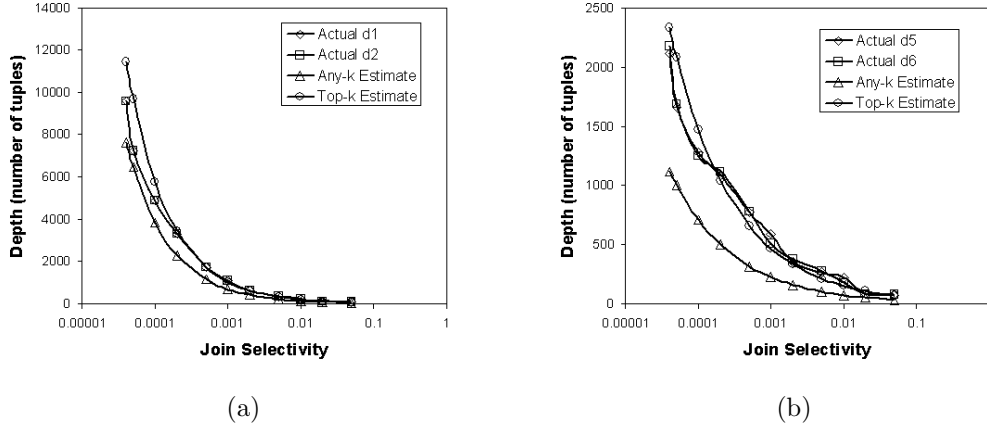 14000
12000
10000
8000
6000
4000
2000
0
Depth (number of tuples)
0.00001
0.0001
0.001
0.01
0.1
1
Join Selectivity
Actual d1
Actual d2
Any-k Estimate
Top-k Estimate
(a)
2500
2000
1500
1000
500
0
Depth (number of tuples)
0.00001
0.0001
0.001
0.01
0.1
Join Selectivity
Actual d5
Actual d6
Any-k Estimate
Top-k Estimate
(b)